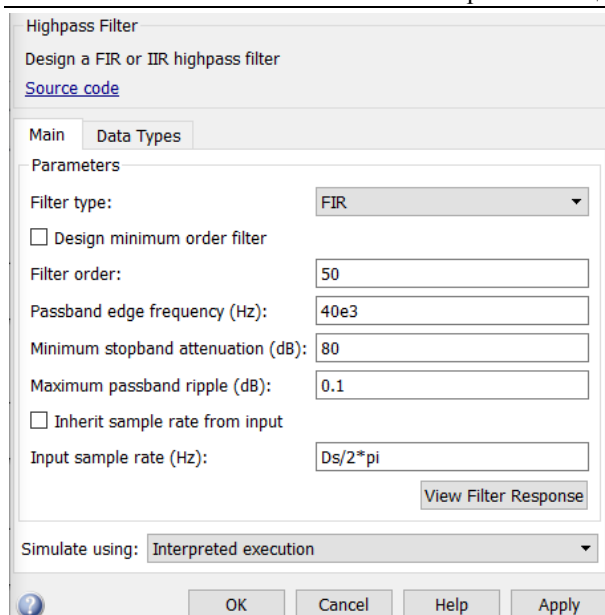 Highpass Filter
Design a FIR or IIR highpass filter
Source code
Main Data Types
Parameters
Filter type: FIR
Design minimum order filter
Filter order: 50
Passband edge frequency (Hz): 40e3
Minimum stopband attenuation (dB): 80
Maximum passband ripple (dB): 0.1
Inherit sample rate from input
Input sample rate (Hz): Ds/2*pi
View Filter Response
Simulate using: Interpreted execution
? OK Cancel Help Apply